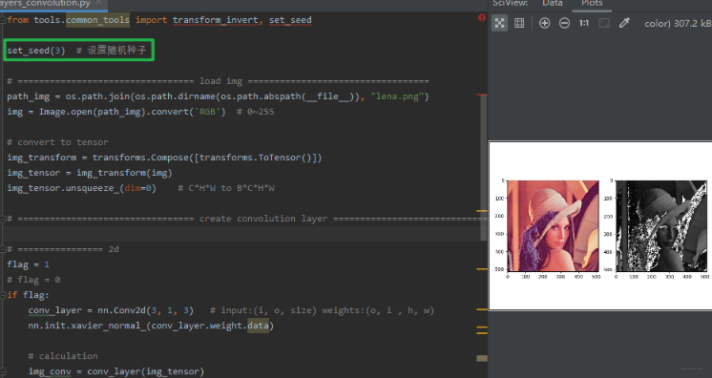 ayers_convolution.py
SciView: Data Plots
from tools.common_tools import transform_invert, set_seed
1:1 color) 307.2 kB
set_seed(3) # 设置随机种子
# ================================ load img ==================================
path_img = os.path.join(os.path.dirname(os.path.abspath(__file__)), "lena.png")
img = Image.open(path_img).convert('RGB') # 0~255
# convert to tensor
img_transform = transforms.Compose([transforms.ToTensor()])
img_tensor = img_transform(img)
img_tensor.unsqueeze_(dim=0) # C*H*W to B*C*H*W
# ================================= create convolution layer =============================
# ================ 2d
flag = 1
# flag = 0
if flag:
conv_layer = nn.Conv2d(3, 1, 3) # input:(i, o, size) weights:(o, i , h, w)
nn.init.xavier_normal_(conv_layer.weight.data)
# calculation
img_conv = conv_layer(img_tensor)
0
100
200
300
400
500
0 100 200 300 400 500
0
100
200
300
400
500
0 100 200 300 400 500